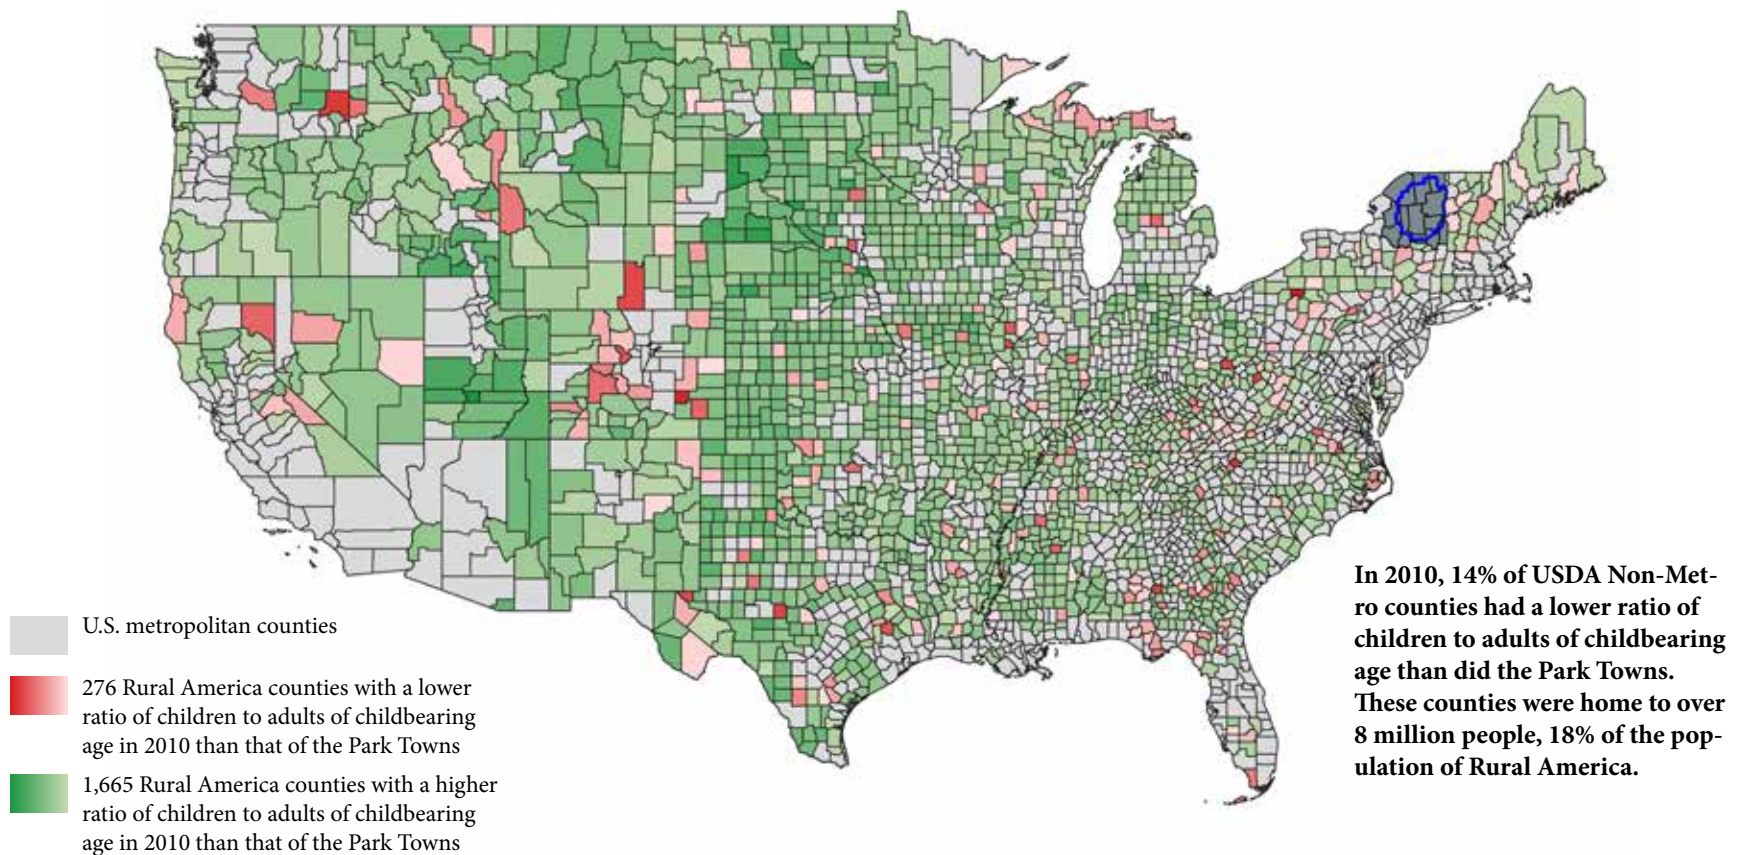 In 2010, 14% of USDA Non-Met-
ro counties had a lower ratio of
children to adults of childbearing
age than did the Park Towns.
These counties were home to over
8 million people, 18% of the pop-
ulation of Rural America.
U.S. metropolitan counties
276 Rural America counties with a lower
ratio of children to adults of childbearing
age in 2010 than that of the Park Towns
1,665 Rural America counties with a higher
ratio of children to adults of childbearing
age in 2010 than that of the Park Towns